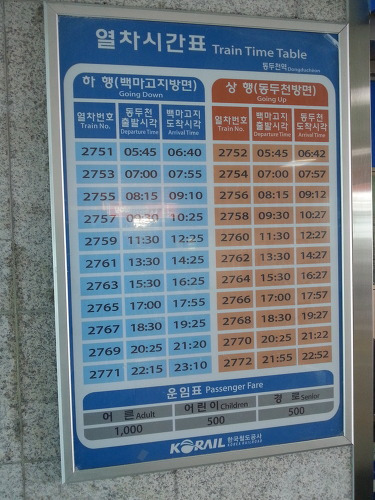 열차시간표 Train Time Table
동두천역 Dongducheon
하 행(백마고지방면) 상 행(동두천방면)
Going Down Going Up
열차번호 동두천 출발시각 백마고지 도착시각 열차번호 백마고지 출발시각 동두천 도착시각
Train No. Departure Time Arrival Time Train No. Departure Time Arrival Time
2751 05:45 06:40 2752 05:45 06:42
2753 07:00 07:55 2754 07:00 07:57
2755 08:15 09:10 2756 08:15 09:12
2757 09:30 10:25 2758 09:30 10:27
2759 11:30 12:25 2760 11:30 12:27
2761 13:30 14:25 2762 13:30 14:27
2763 15:30 16:25 2764 15:30 16:27
2765 17:00 17:55 2766 17:00 17:57
2767 18:30 19:25 2768 18:30 19:27
2769 20:25 21:20 2770 20:25 21:22
2771 22:15 23:10 2772 21:55 22:52
운임표 Passenger Fare
어 른 Adult 어린이 Children 경 로 Senior
1,000 500 500
KORAIL 한국철도공사
KOREA RAILROAD